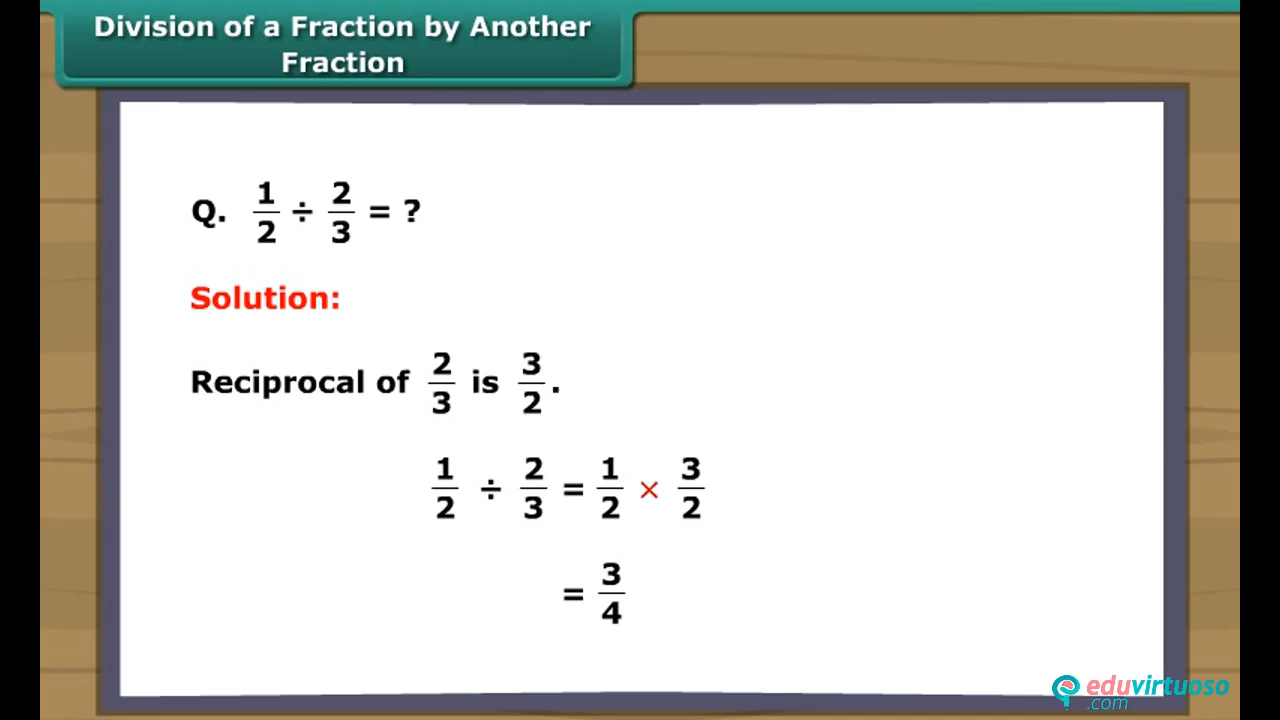 Division of a Fraction by Another
Fraction
Q. 1/2 ÷ 2/3 = ?
Solution:
Reciprocal of 2/3 is 3/2.
1/2 ÷ 2/3 = 1/2 × 3/2
= 3/4
eduvirtuoso
.com